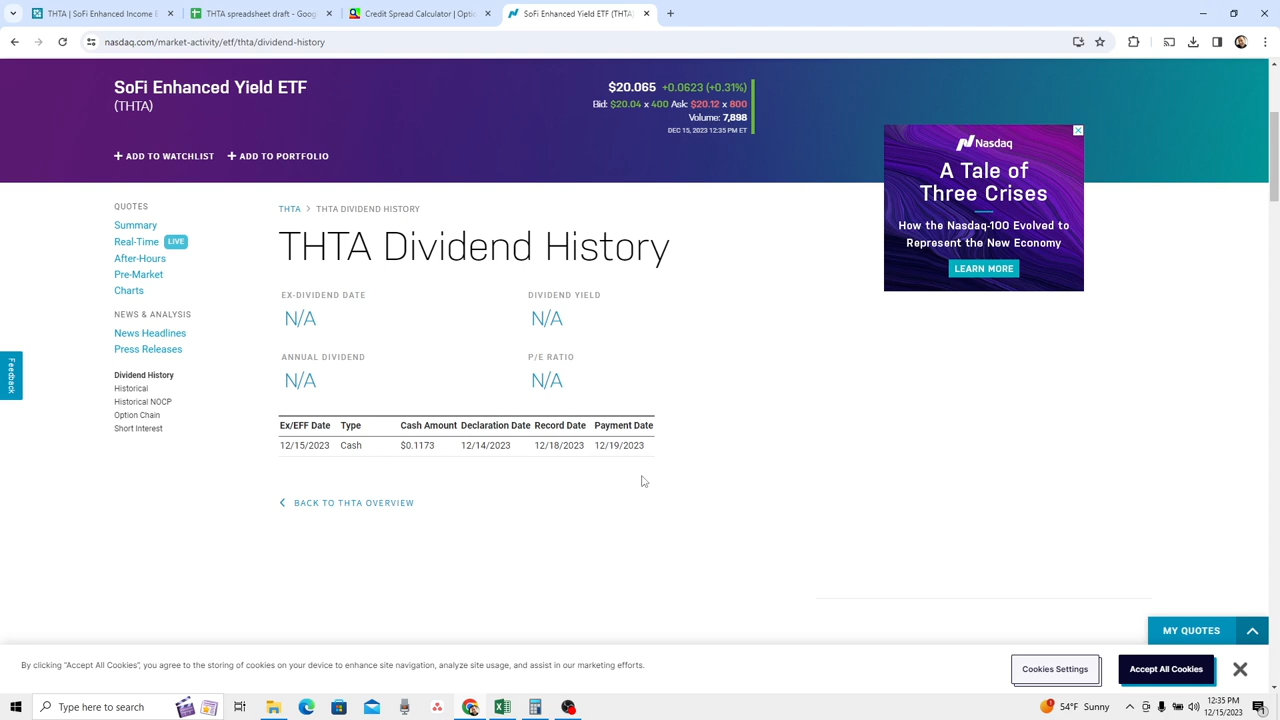 THTA | SoFi Enhanced Income E
THTA spreadsheet draft - Goog
Credit Spread Calculator | Opti
SoFi Enhanced Yield ETF (THTA)
nasdaq.com/market-activity/etf/thta/dividend-history
SoFi Enhanced Yield ETF
(THTA)
$20.065 +0.0623 (+0.31%)
Bid: $20.04 x 400 Ask: $20.12 x 800
Volume: 7,898
DEC 15, 2023 12:35 PM ET
+ ADD TO WATCHLIST + ADD TO PORTFOLIO
Nasdaq
A Tale of
Three Crises
How the Nasdaq-100 Evolved to
Represent the New Economy
LEARN MORE
QUOTES
Summary
Real-Time LIVE
After-Hours
Pre-Market
Charts
NEWS & ANALYSIS
News Headlines
Press Releases
Dividend History
Historical
Historical NOCP
Option Chain
Short Interest
Feedback
THTA > THTA DIVIDEND HISTORY
THTA Dividend History
EX-DIVIDEND DATE DIVIDEND YIELD
N/A N/A
ANNUAL DIVIDEND P/E RATIO
N/A N/A
Ex/EFF Date Type Cash Amount Declaration Date Record Date Payment Date
12/15/2023 Cash $0.1173 12/14/2023 12/18/2023 12/19/2023
BACK TO THTA OVERVIEW
MY QUOTES
By clicking “Accept All Cookies”, you agree to the storing of cookies on your device to enhance site navigation, analyze site usage, and assist in our marketing efforts.
Cookies Settings
Accept All Cookies
Type here to search
54°F Sunny
12:35 PM
12/15/2023